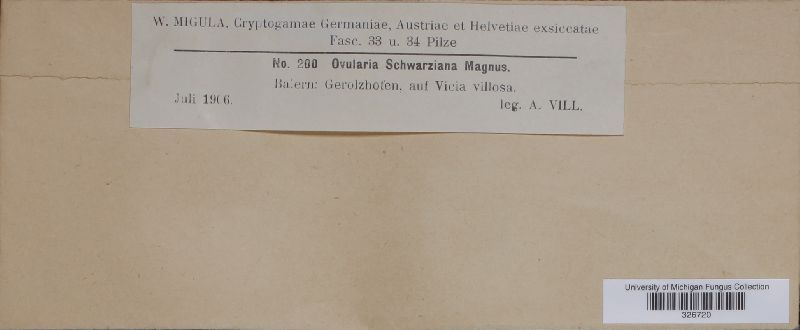 W. MIGULA, Cryptogamae Germaniae, Austriae et Helvetiae exsiccatae
Fasc. 33 u. 34 Pilze
No. 260 Ovularia Schwarziana Magnus.
Baiern: Gerolzhofen, auf Vicia villosa.
Juli 1906.
leg. A. VILL.
University of Michigan Fungus Collection
326720